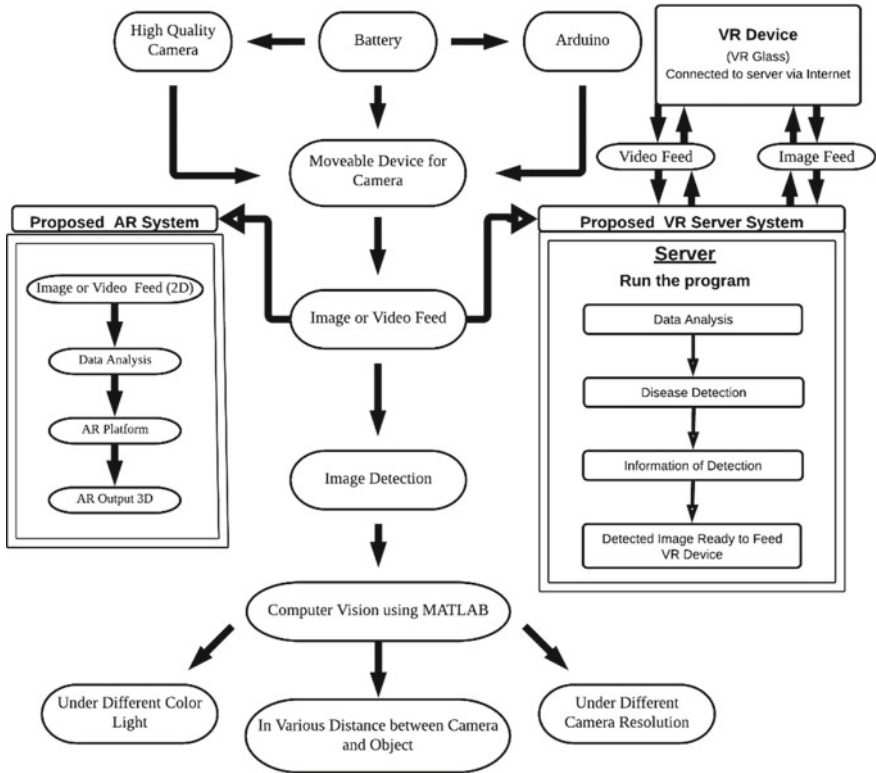 High Quality
Camera
Battery
Arduino
VR Device
(VR Glass)
Connected to server via Internet
Video Feed
Image Feed
Moveable Device for
Camera
Proposed AR System
Image or Video Feed (2D)
Data Analysis
AR Platform
AR Output 3D
Image or Video Feed
Proposed VR Server System
Server
Run the program
Data Analysis
Disease Detection
Information of Detection
Detected Image Ready to Feed
VR Device
Image Detection
Computer Vision using MATLAB
Under Different Color
Light
In Various Distance between Camera
and Object
Under Different
Camera Resolution